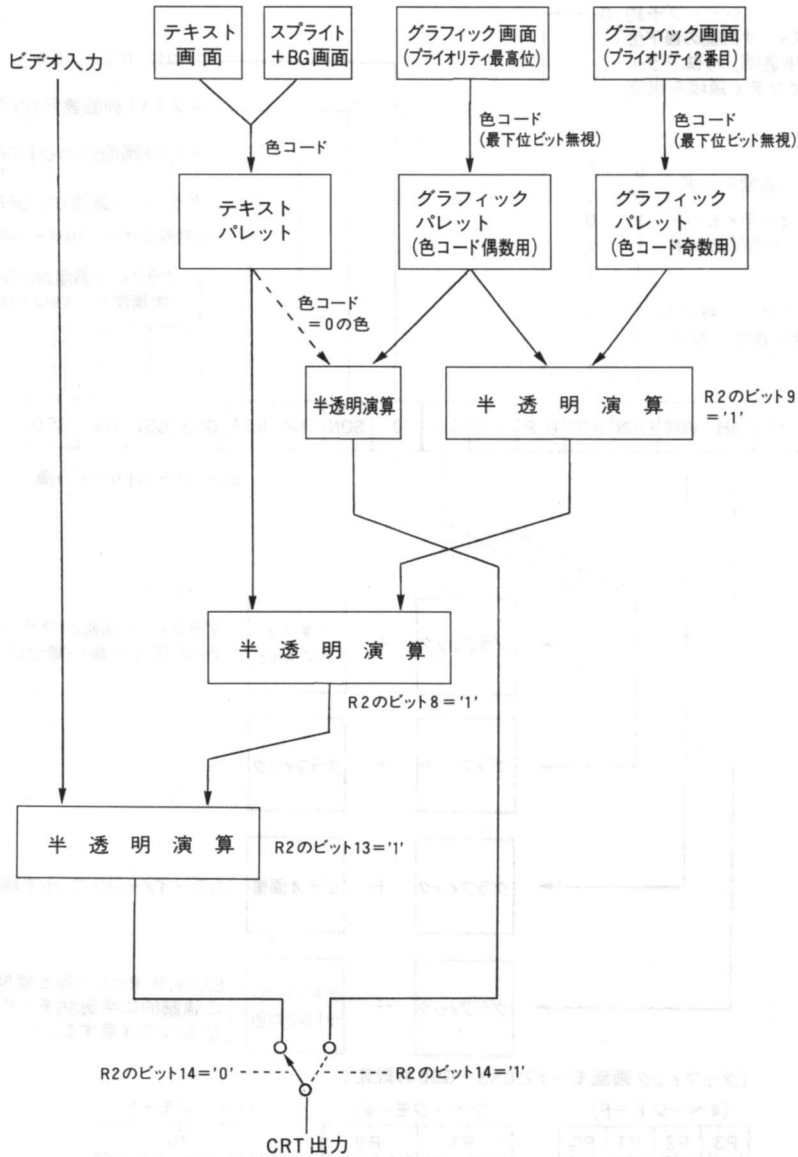 ビデオ入力
テキスト
画面
スプライト
+BG画面
グラフィック画面
(プライオリティ最高位)
グラフィック画面
(プライオリティ2番目)
色コード
色コード
(最下位ビット無視)
色コード
(最下位ビット無視)
テキスト
パレット
グラフィック
パレット
(色コード偶数用)
グラフィック
パレット
(色コード奇数用)
色コード
=0の色
半透明演算
半透明演算
R2のビット9
='1'
半透明演算
R2のビット8='1'
半透明演算
R2のビット13='1'
R2のビット14='0'
R2のビット14='1'
CRT出力